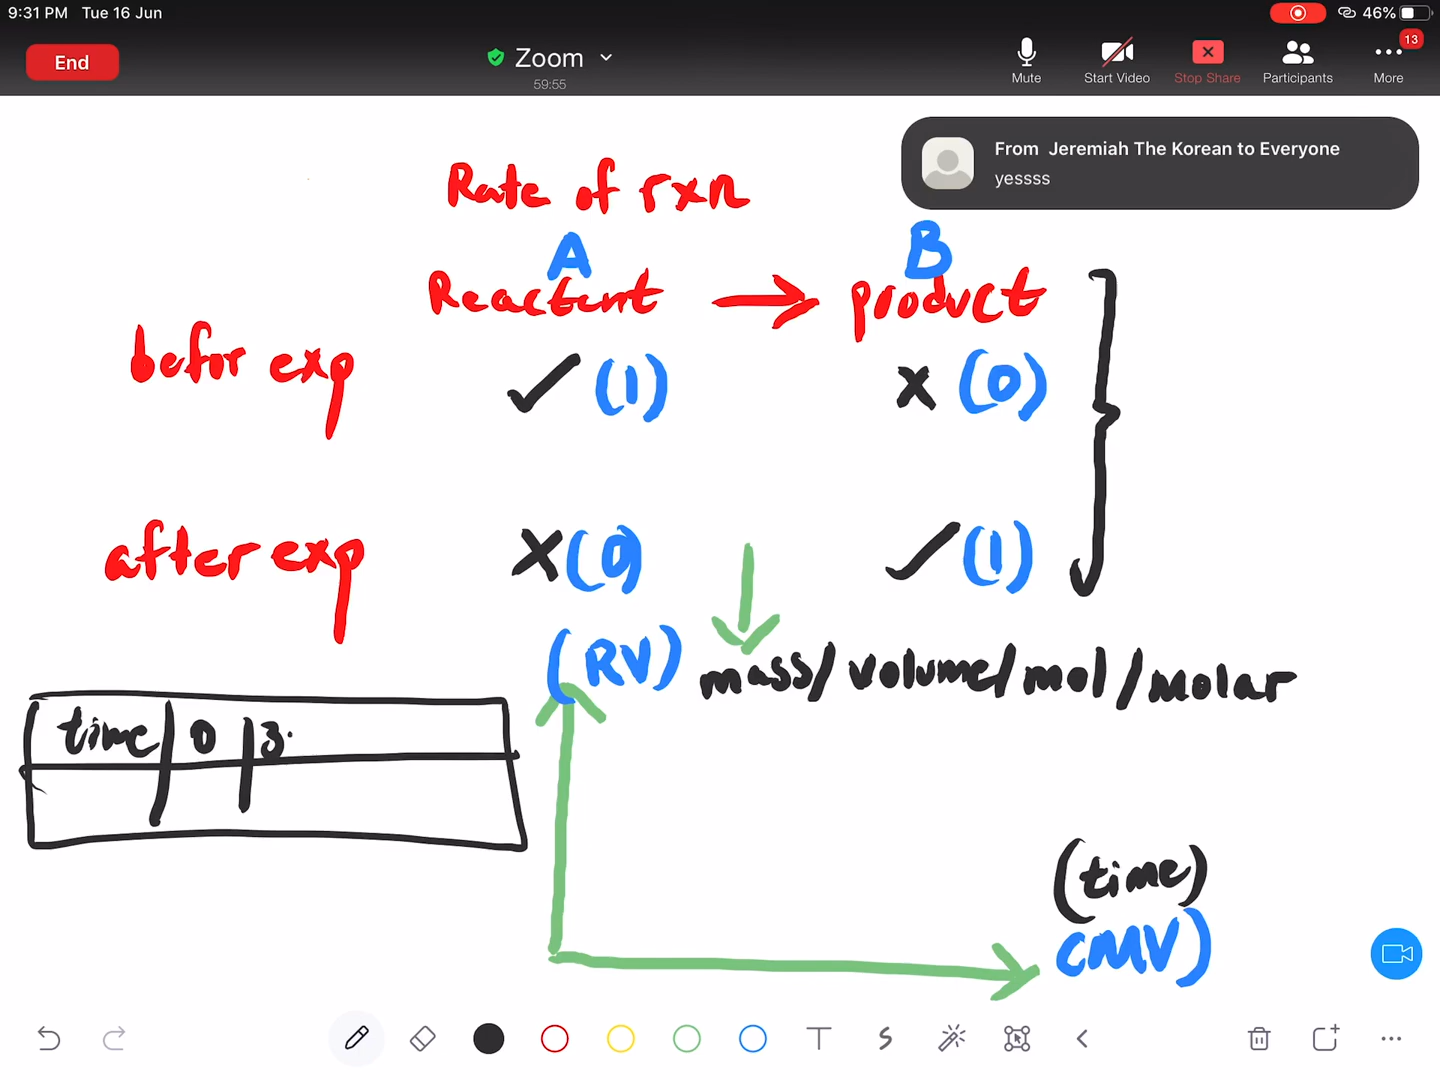 9:31 PM Tue 16 Jun
46%
End
Zoom
59:55
Mute
Start Video
Stop Share
Participants
13
More
From Jeremiah The Korean to Everyone
yessss
Rate of rxn
A B
Reactant → product
befor exp ✓ (1) x (0)
after exp X (0) ✓ (1)
(RV) mass/volume/mol/molar
time | 0 | 3.
(time)
(MV)
T